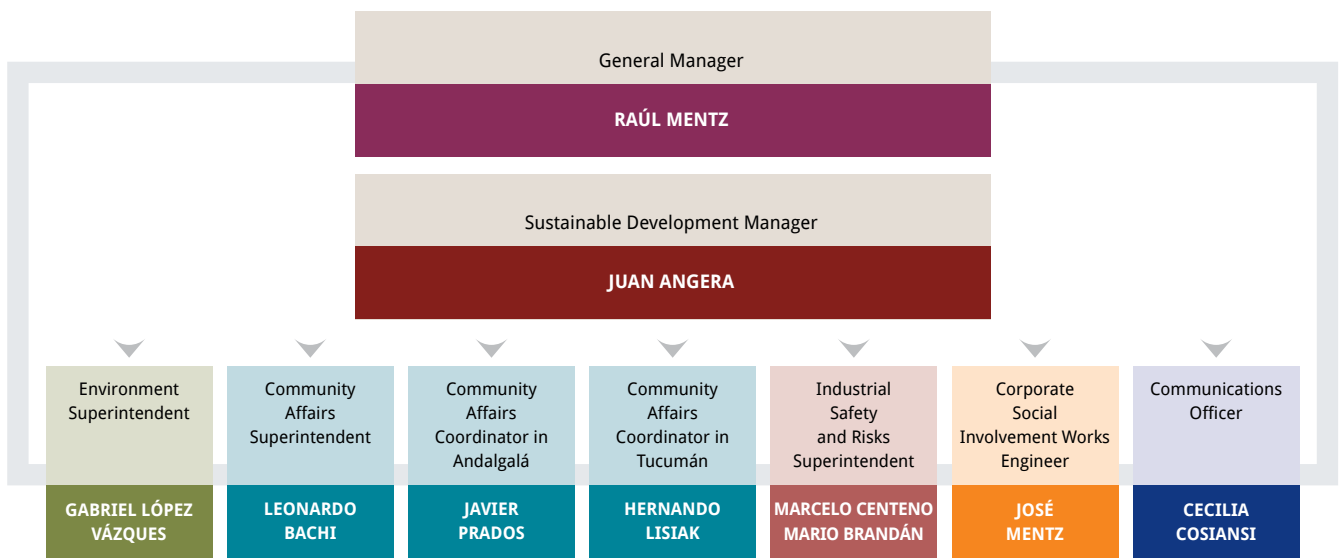 General Manager
RAÚL MENTZ
Sustainable Development Manager
JUAN ANGERA
Environment
Superintendent
GABRIEL LÓPEZ
VÁZQUES
Community
Affairs
Superintendent
LEONARDO
BACHI
Community
Affairs
Coordinator in
Andalgalá
JAVIER
PRADOS
Community
Affairs
Coordinator in
Tucumán
HERNANDO
LISIAK
Industrial
Safety
and Risks
Superintendent
MARCELO CENTENO
MARIO BRANDÁN
Corporate
Social
Involvement Works
Engineer
JOSÉ
MENTZ
Communications
Officer
CECILIA
COSIANSI